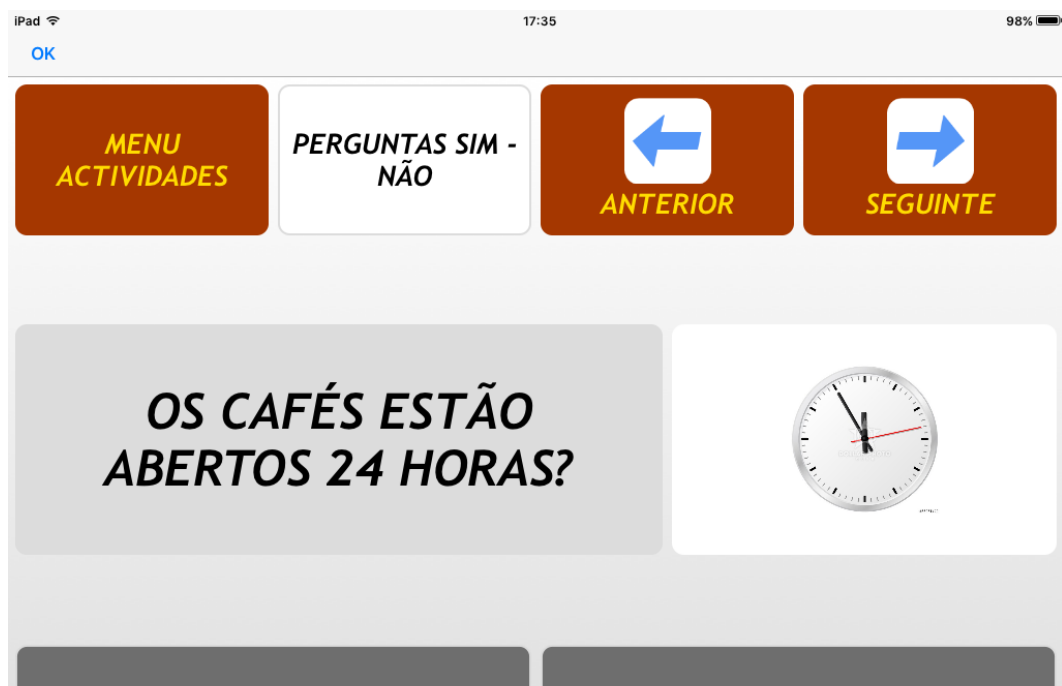 iPad 17:35 98%
OK
MENU
ACTIVIDADES
PERGUNTAS SIM -
NÃO
ANTERIOR
SEGUINTE
OS CAFÉS ESTÃO
ABERTOS 24 HORAS?